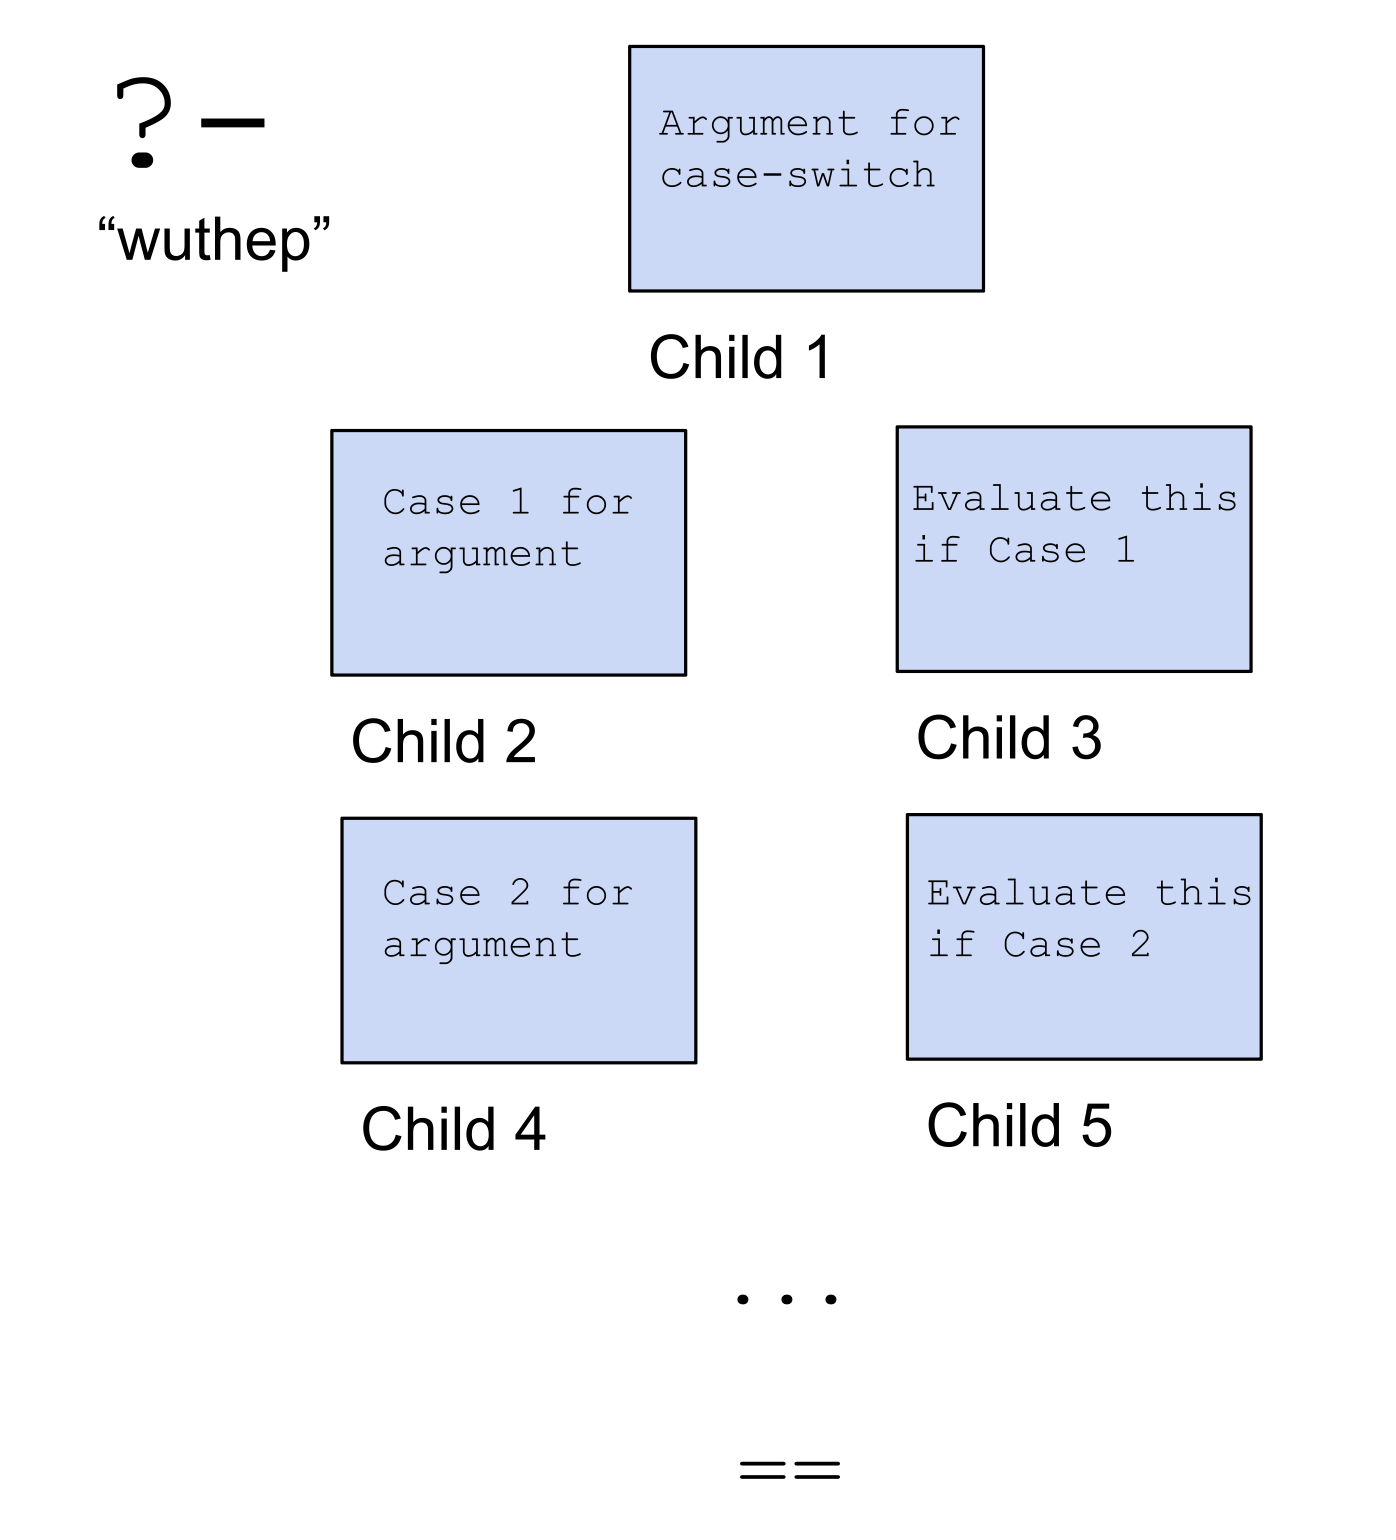 ?-
“wuthep”
Argument for
case-switch
Child 1
Case 1 for
argument
Child 2
Evaluate this
if Case 1
Child 3
Case 2 for
argument
Child 4
Evaluate this
if Case 2
Child 5
...
==